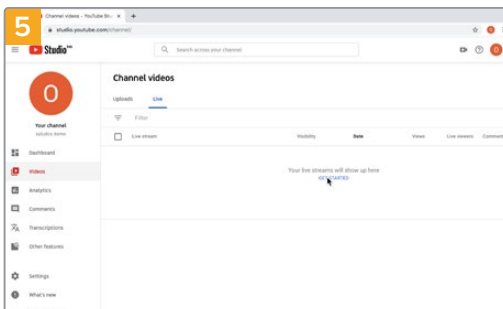 5
Channel videos - YouTube Stu
studio.youtube.com/channel/
Studio
Search across your channel
O
Channel videos
Uploads
Live
Filter
Your channel
Live stream
Visibility
Date
Views
Live viewers
Comment
Dashboard
Videos
Your live streams will show up here
GET STARTED
Analytics
Comments
Transcriptions
Other features
Settings
What's new